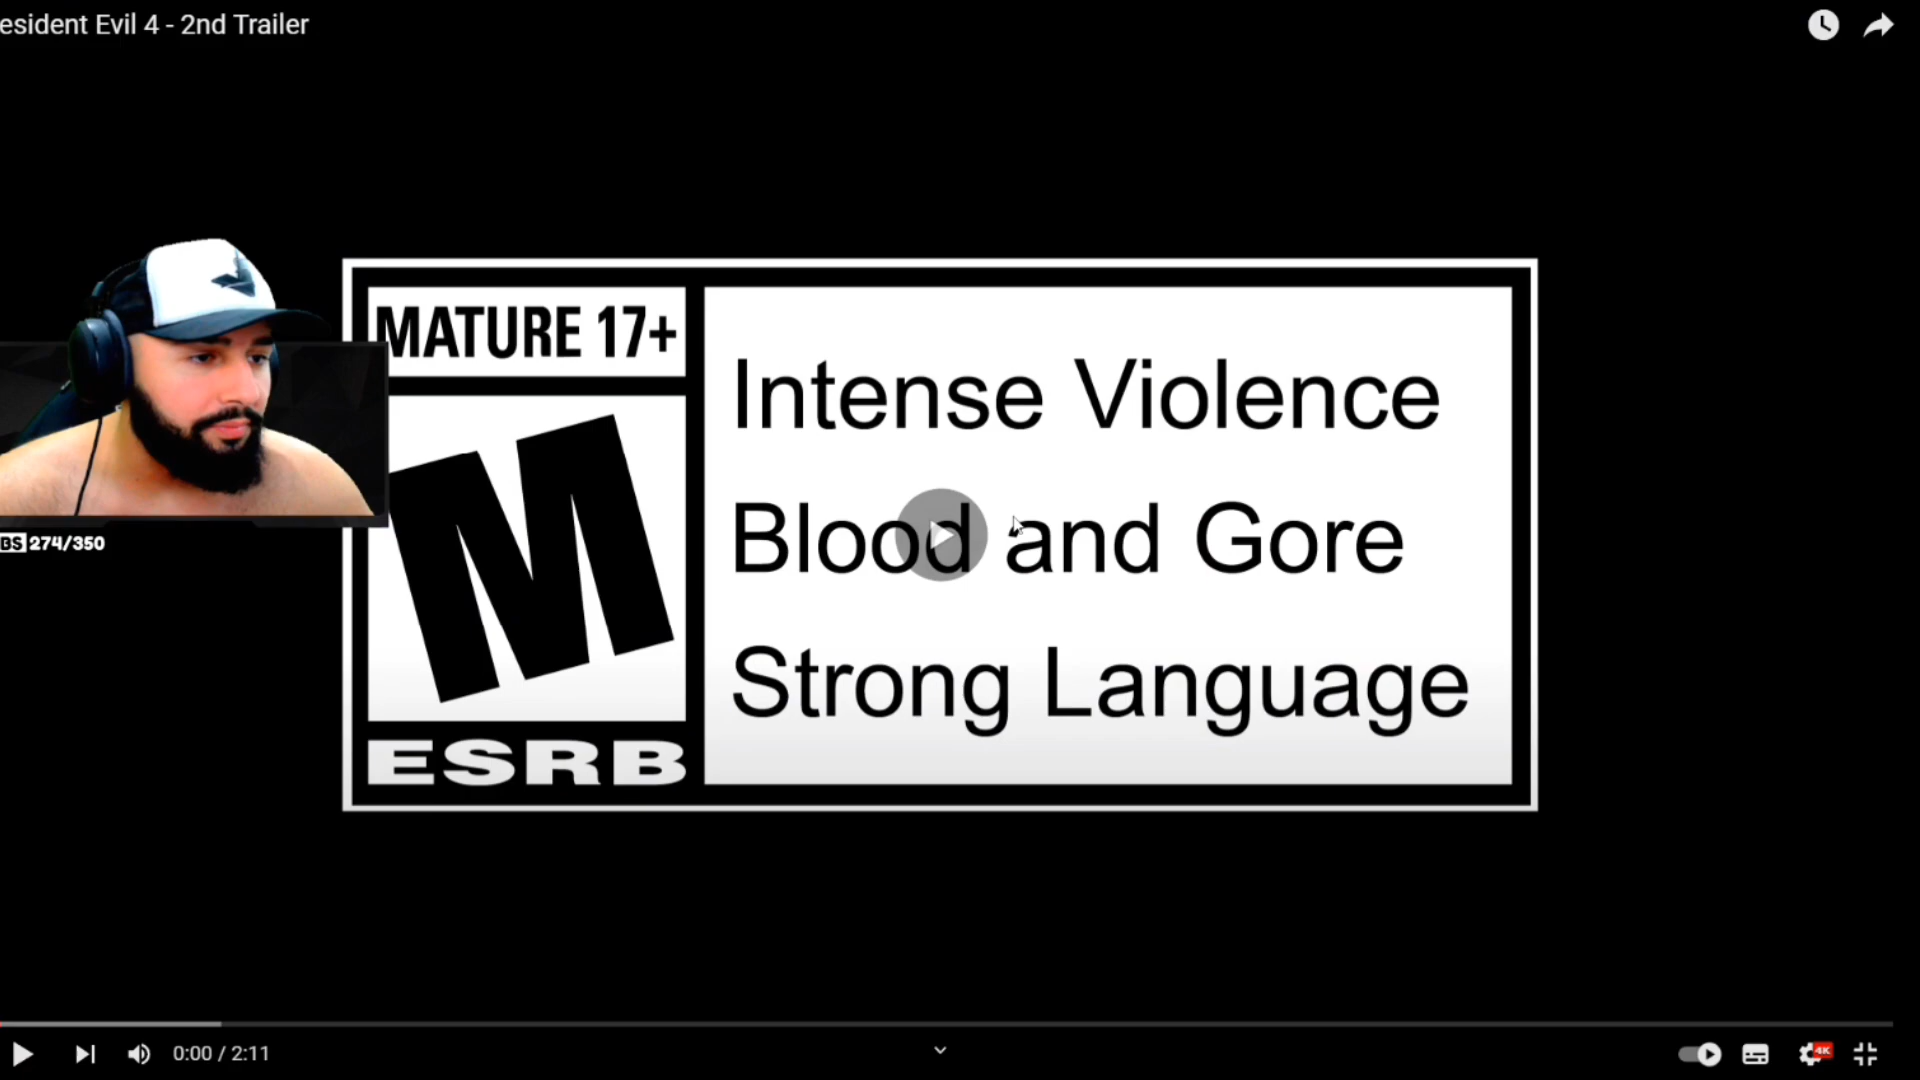 esident Evil 4 - 2nd Trailer
MATURE 17+
M
ESRB
Intense Violence
Blood and Gore
Strong Language
BS 274/350
0:00 / 2:11
4K